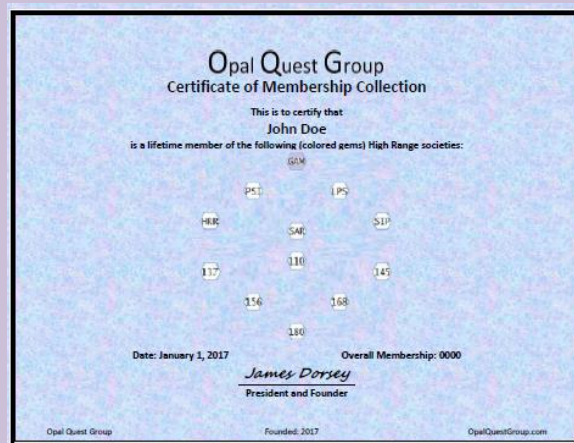 Opal Quest Group
Certificate of Membership Collection
This is to certify that
John Doe
is a lifetime member of the following (colored gems) High Range societies:
GAM
PSI LPS
HRR SIP
SAR
110
137 145
156 168
180
Date: January 1, 2017 Overall Membership: 0000
James Dorsey
President and Founder
Opal Quest Group Founded: 2017 OpalQuestGroup.com